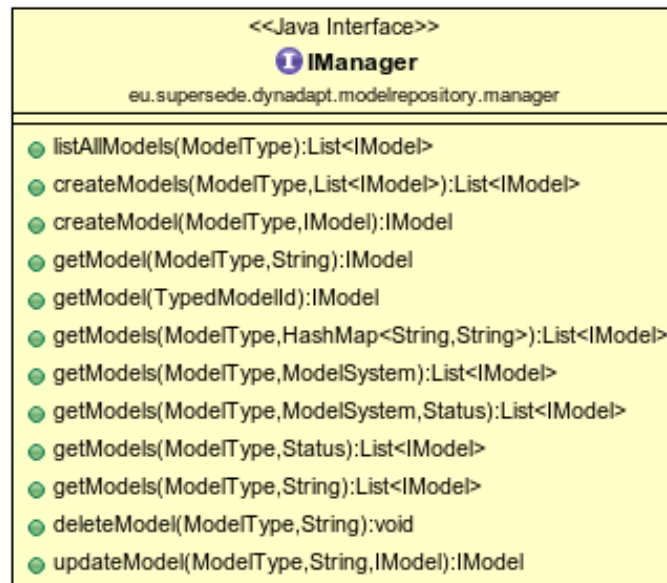 <<Java Interface>>
I IManager
eu.supersede.dynadapt.modelrepository.manager
listAllModels(ModelType):List<IModel>
createModels(ModelType,List<IModel>):List<IModel>
createModel(ModelType,IModel):IModel
getModel(ModelType,String):IModel
getModel(TypedModelId):IModel
getModels(ModelType,HashMap<String,String>):List<IModel>
getModels(ModelType,ModelSystem):List<IModel>
getModels(ModelType,ModelSystem,Status):List<IModel>
getModels(ModelType,Status):List<IModel>
getModels(ModelType,String):List<IModel>
deleteModel(ModelType,String):void
updateModel(ModelType,String,IModel):IModel